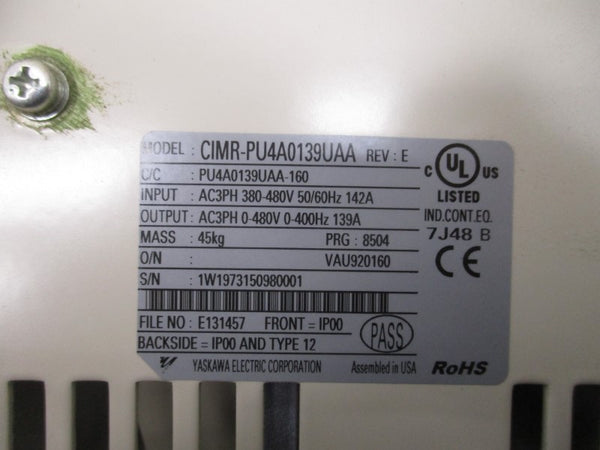 MODEL : CIMR-PU4A0139UAA REV : E
C/C : PU4A0139UAA-160
INPUT : AC3PH 380-480V 50/60Hz 142A
OUTPUT : AC3PH 0-480V 0-400Hz 139A
MASS : 45kg PRG : 8504
O/N : VAU920160
S/N : 1W1973150980001
FILE NO : E131457 FRONT = IP00
BACKSIDE = IP00 AND TYPE 12
PASS
YASKAWA ELECTRIC CORPORATION Assembled in USA
C UL US
LISTED
IND.CONT.EQ.
7J48 B
CE
RoHS